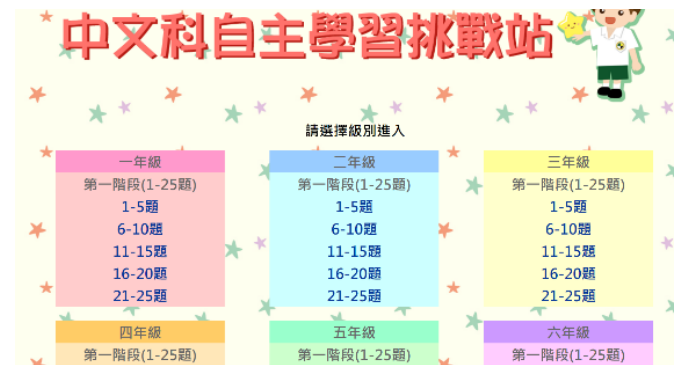 中文科自主學習挑戰站
請選擇級別進入
一年級
第一階段(1-25題)
1-5題
6-10題
11-15題
16-20題
21-25題
二年級
第一階段(1-25題)
1-5題
6-10題
11-15題
16-20題
21-25題
三年級
第一階段(1-25題)
1-5題
6-10題
11-15題
16-20題
21-25題
四年級
第一階段(1-25題)
五年級
第一階段(1-25題)
六年級
第一階段(1-25題)